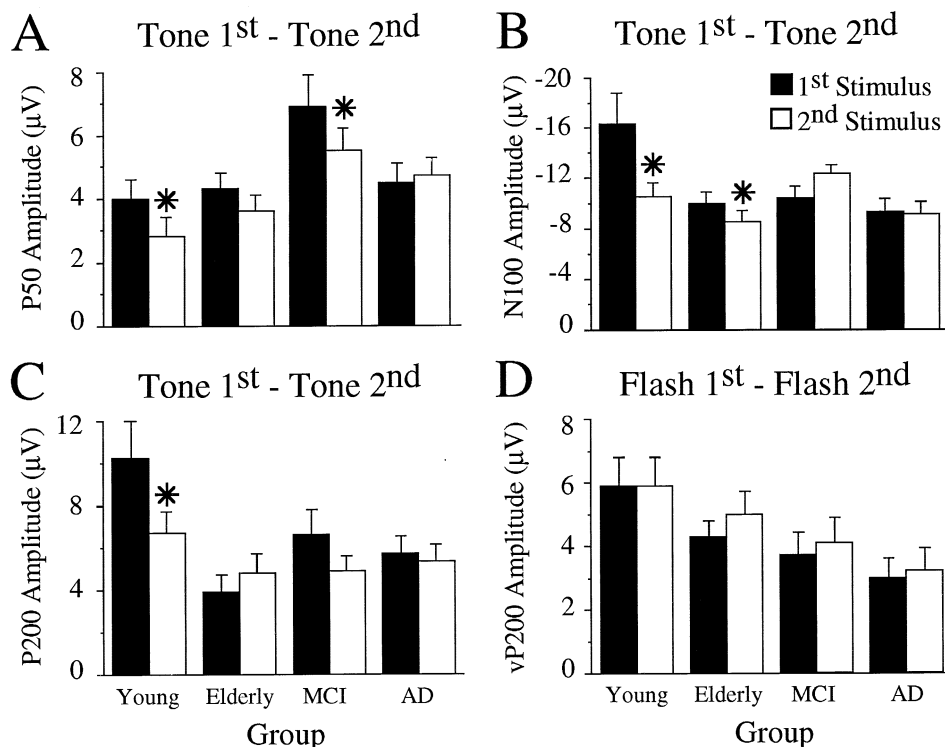 A
Tone 1st - Tone 2nd
P50 Amplitude (µV)
8
6
4
2
0
*
*
B
Tone 1st - Tone 2nd
N100 Amplitude (µV)
-20
-16
-12
-8
-4
0
1st Stimulus
2nd Stimulus
*
*
C
Tone 1st - Tone 2nd
P200 Amplitude (µV)
12
8
4
0
*
Young Elderly MCI AD
Group
D
Flash 1st - Flash 2nd
vP200 Amplitude (µV)
8
6
4
2
0
Young Elderly MCI AD
Group